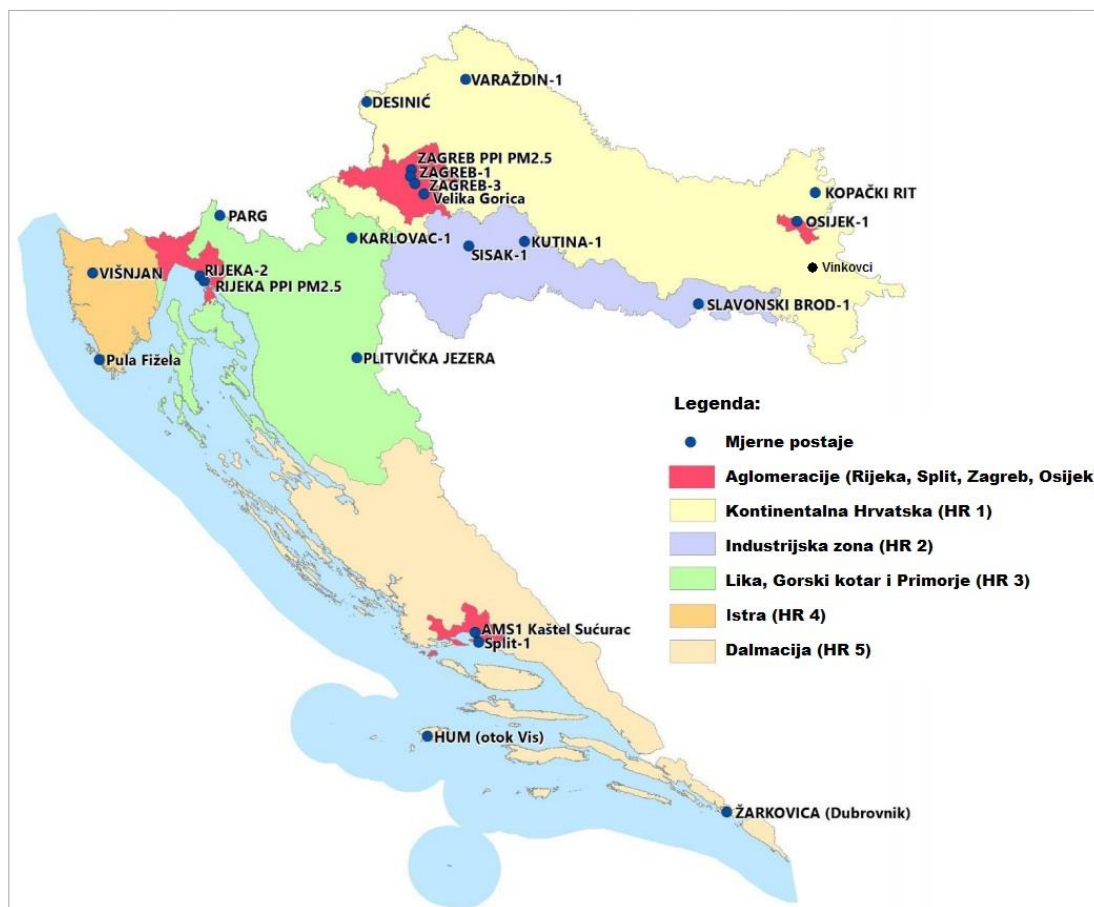 VARAŽDIN-1
DESINIĆ
ZAGREB PPI PM2.5
ZAGREB-1
ZAGREB-3
Velika Gorica
KOPAČKI RIT
OSIJEK-1
PARG
KARLOVAC-1
KUTINA-1
SISAK-1
Vinkovci
VIŠNJAN
RIJEKA-2
RIJEKA PPI PM2.5
SLAVONSKI BROD-1
Pula Fižela
PLITVIČKA JEZERA
Legenda:
Mjerne postaje
Aglomeracije (Rijeka, Split, Zagreb, Osijek
Kontinentalna Hrvatska (HR 1)
Industrijska zona (HR 2)
Lika, Gorski kotar i Primorje (HR 3)
Istra (HR 4)
Dalmacija (HR 5)
AMS1 Kaštel Sućurac
Split-1
HUM (otok Vis)
ŽARKOVICA (Dubrovnik)